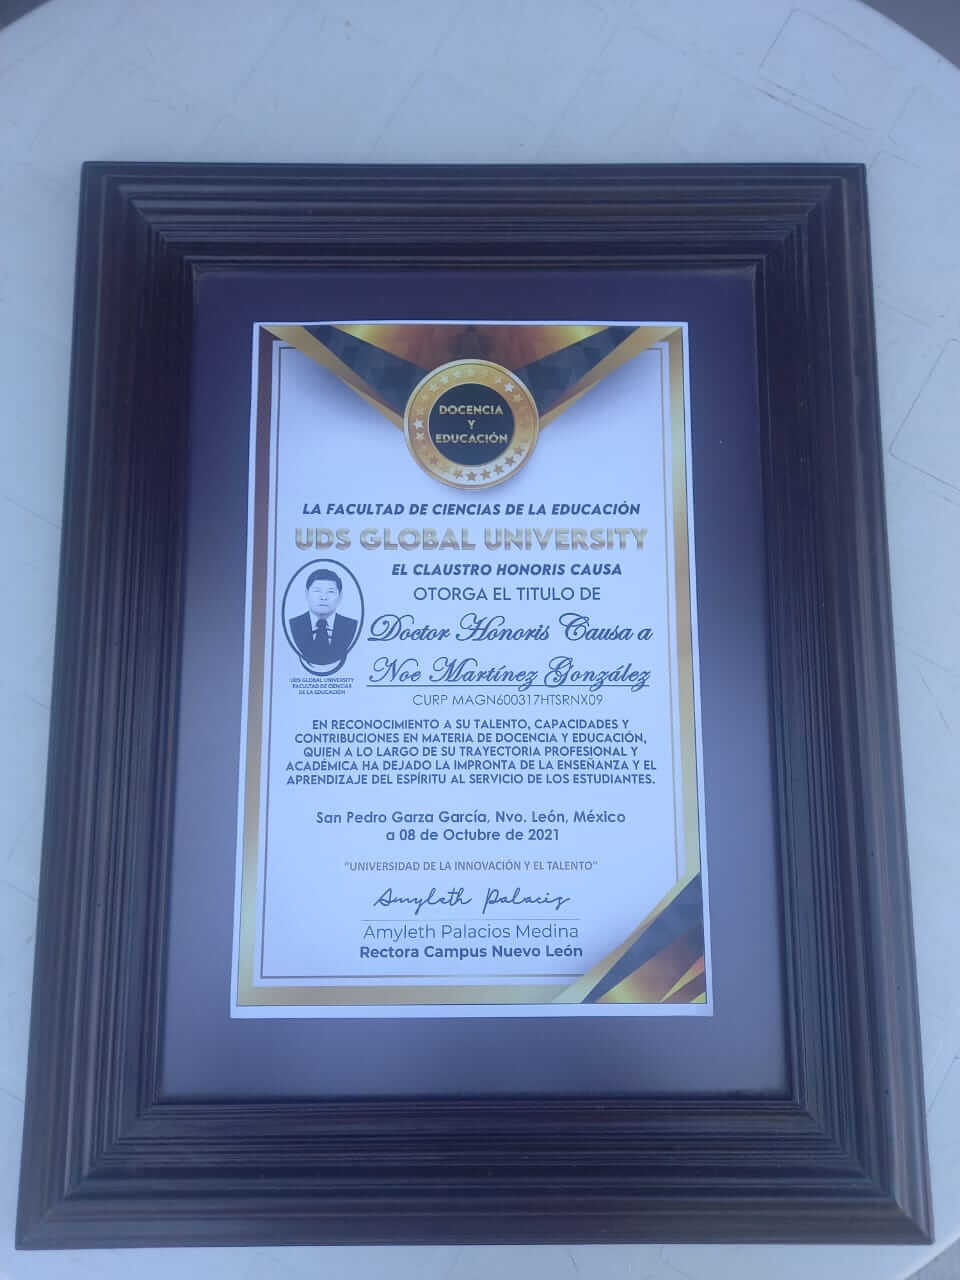 DOCENCIA
Y
EDUCACIÓN
LA FACULTAD DE CIENCIAS DE LA EDUCACIÓN
UDS GLOBAL UNIVERSITY
EL CLAUSTRO HONORIS CAUSA
OTORGA EL TITULO DE
Doctor Honoris Causa a
Noe Martínez González
CURP MAGN600317HTSRNX09
UDS GLOBAL UNIVERSITY
FACULTAD DE CIENCIAS
DE LA EDUCACIÓN
EN RECONOCIMIENTO A SU TALENTO, CAPACIDADES Y
CONTRIBUCIONES EN MATERIA DE DOCENCIA Y EDUCACIÓN,
QUIEN A LO LARGO DE SU TRAYECTORIA PROFESIONAL Y
ACADÉMICA HA DEJADO LA IMPRONTA DE LA ENSEÑANZA Y EL
APRENDIZAJE DEL ESPÍRITU AL SERVICIO DE LOS ESTUDIANTES.
San Pedro Garza García, Nvo. León, México
a 08 de Octubre de 2021
"UNIVERSIDAD DE LA INNOVACIÓN Y EL TALENTO"
Amyleth Palacios
Amyleth Palacios Medina
Rectora Campus Nuevo León